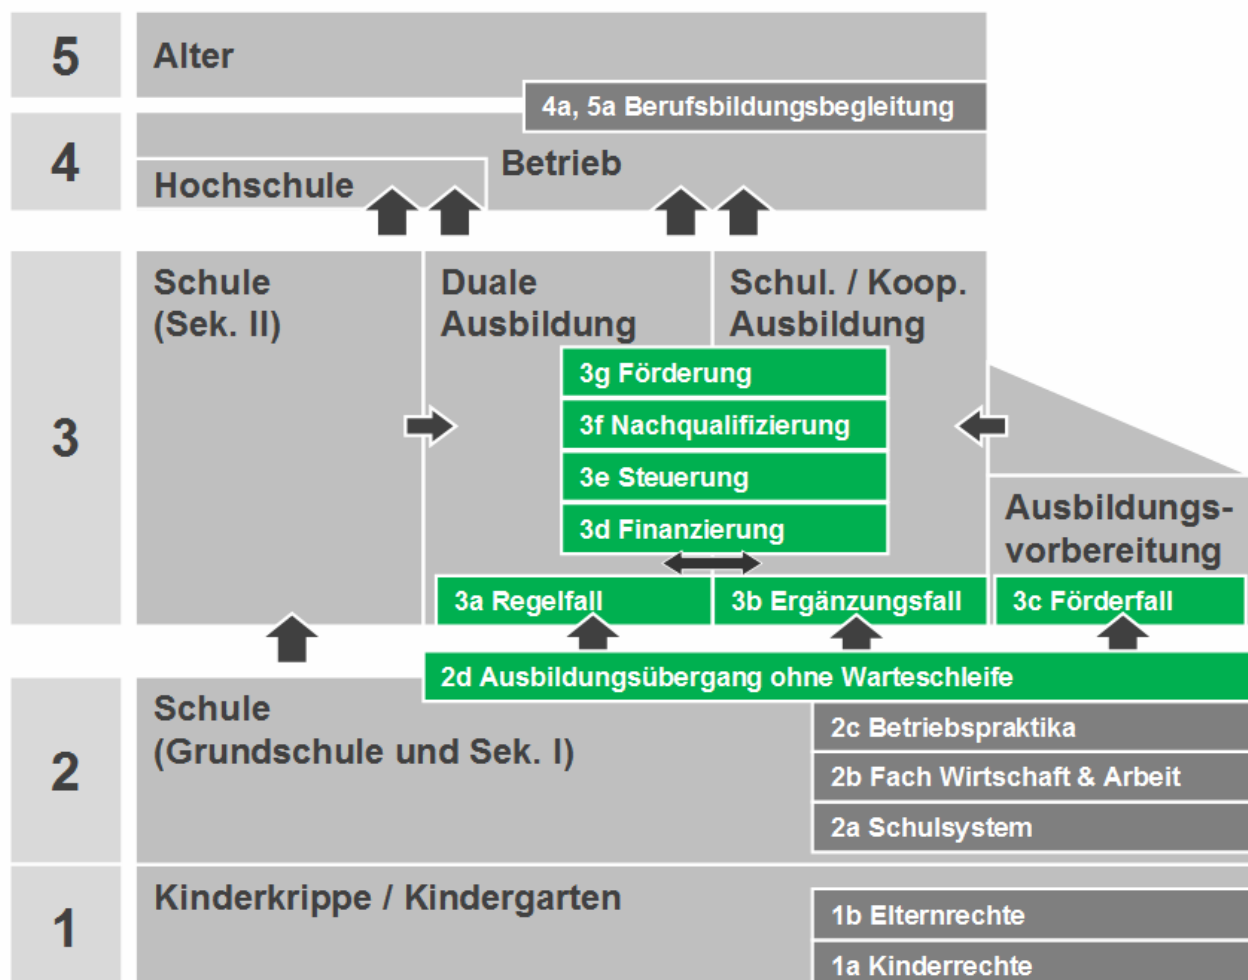 5
Alter
4a, 5a Berufsbildungsbegleitung
4
Betrieb
Hochschule
3
Schule
(Sek. II)
Duale
Ausbildung
Schul. / Koop.
Ausbildung
3g Förderung
3f Nachqualifizierung
3e Steuerung
3d Finanzierung
Ausbildungs-
vorbereitung
3a Regelfall
3b Ergänzungsfall
3c Förderfall
2d Ausbildungsübergang ohne Warteschleife
2
Schule
(Grundschule und Sek. I)
2c Betriebspraktika
2b Fach Wirtschaft & Arbeit
2a Schulsystem
1
Kinderkrippe / Kindergarten
1b Elternrechte
1a Kinderrechte